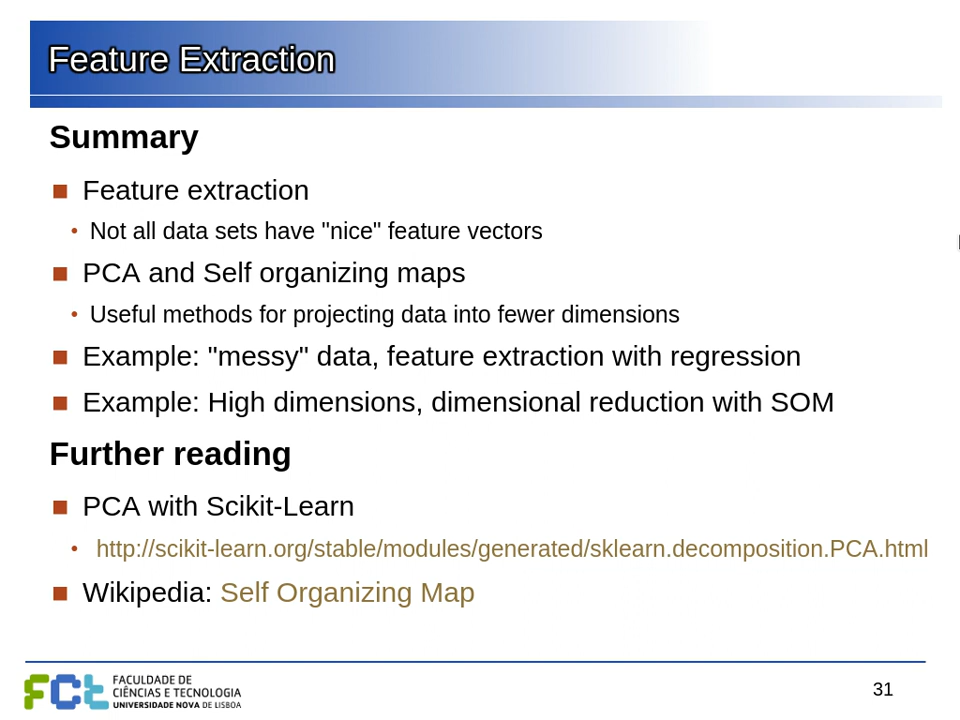 Feature Extraction
Summary
Feature extraction
Not all data sets have "nice" feature vectors
PCA and Self organizing maps
Useful methods for projecting data into fewer dimensions
Example: "messy" data, feature extraction with regression
Example: High dimensions, dimensional reduction with SOM
Further reading
PCA with Scikit-Learn
http://scikit-learn.org/stable/modules/generated/sklearn.decomposition.PCA.html
Wikipedia: Self Organizing Map
FCt
FACULDADE DE
CIÊNCIAS E TECNOLOGIA
UNIVERSIDADE NOVA DE LISBOA
31